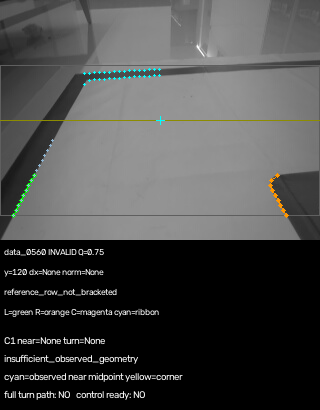 data_0560 INVALID Q=0.75
y=120 dx=None norm=None
reference_row_not_bracketed
L=green R=orange C=magenta cyan=ribbon
C1 near=None turn=None
insufficient_observed_geometry
cyan=observed near midpoint yellow=corner
full turn path: NO control ready: NO